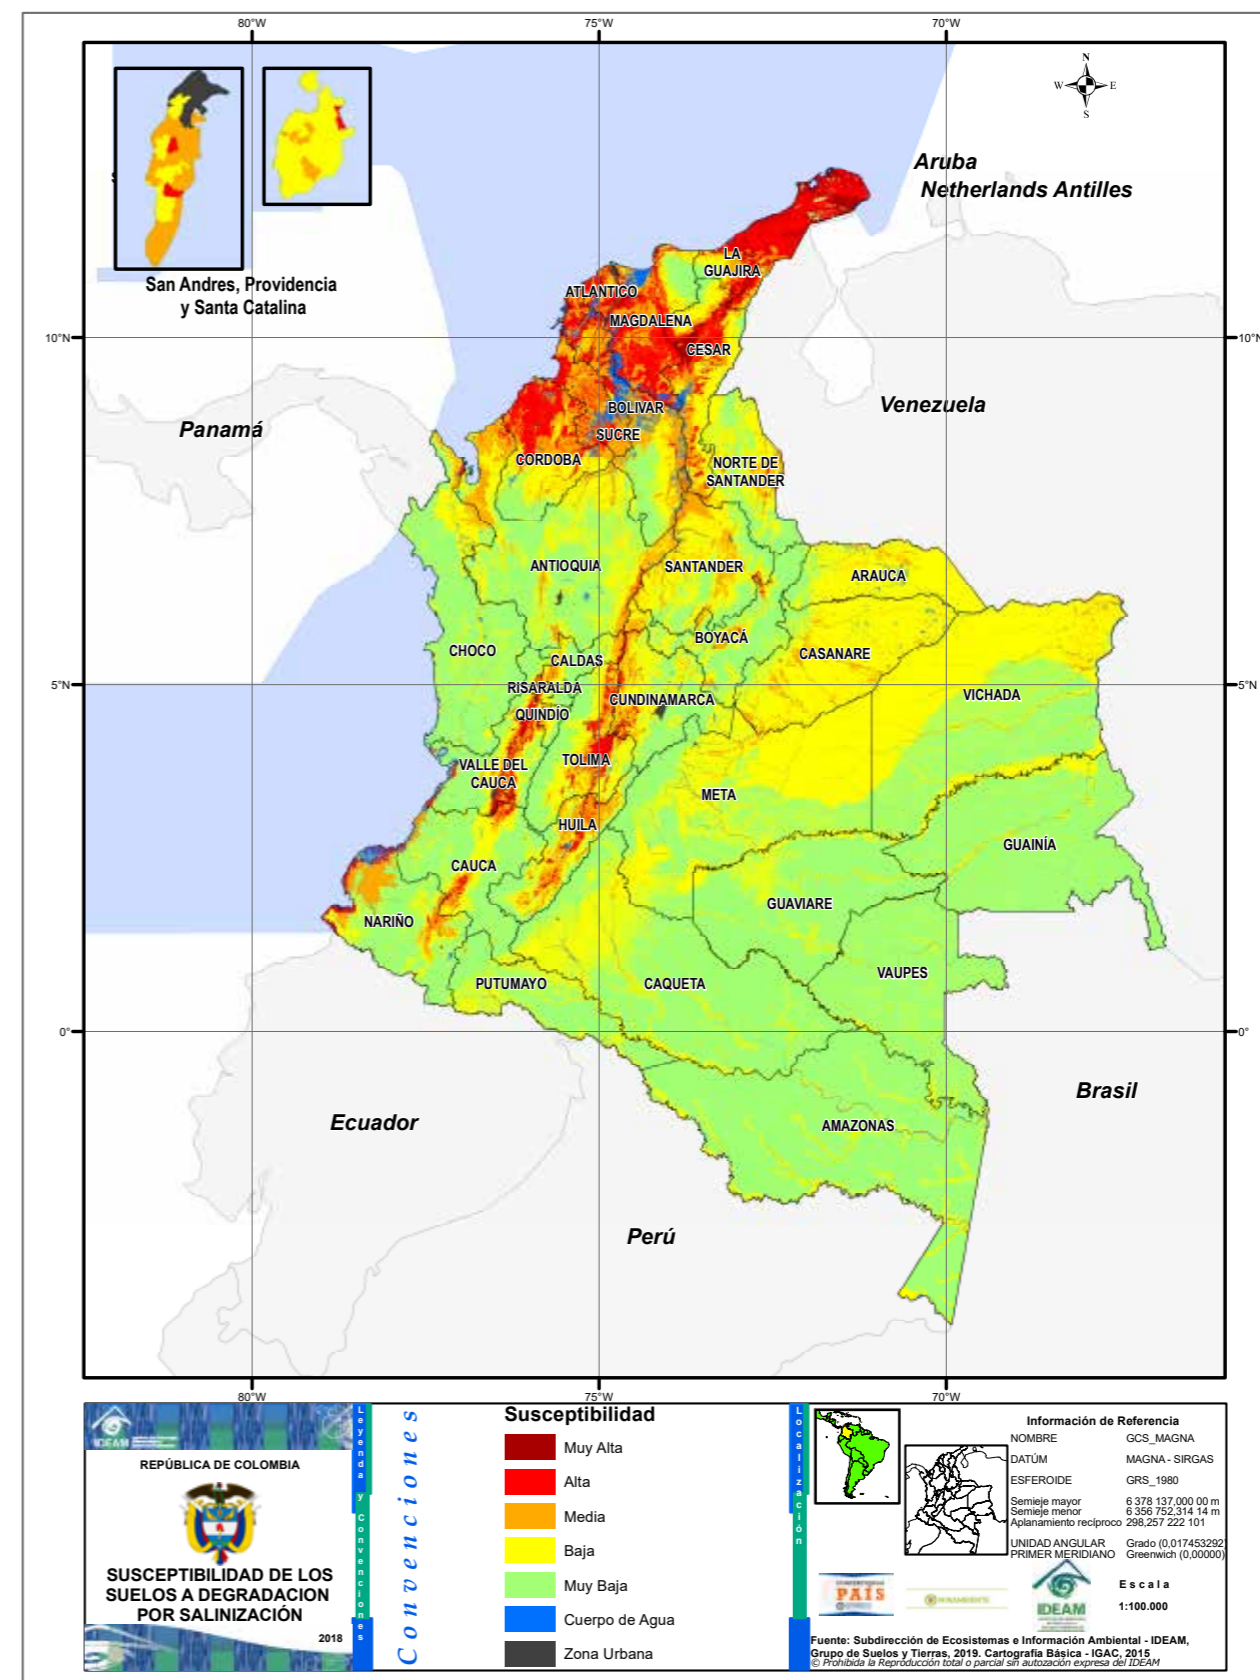 80°W
75°W
70°W
N
W
E
S
Aruba
Netherlands Antilles
San Andres, Providencia
y Santa Catalina
LA
GUAJIRA
ATLANTICO
MAGDALENA
10°N
10°N
CESAR
Panamá
BOLIVAR
Venezuela
SUCRE
CORDOBA
NORTE DE
SANTANDER
ANTIOQUIA
SANTANDER
ARAUCA
CHOCO
BOYACÁ
CALDAS
CASANARE
5°N
RISARALDA
5°N
CUNDINAMARCA
VICHADA
QUINDÍO
TOLIMA
VALLE DEL
CAUCA
META
HUILA
GUAINÍA
CAUCA
GUAVIARE
NARIÑO
VAUPES
PUTUMAYO
CAQUETA
0°
0°
Brasil
Ecuador
AMAZONAS
Perú
80°W
75°W
70°W
IDEAM
REPÚBLICA DE COLOMBIA
SUSCEPTIBILIDAD DE LOS
SUELOS A DEGRADACION
POR SALINIZACIÓN
2018
Leyenda y Convenciones
Convenciones
Susceptibilidad
Muy Alta
Alta
Media
Baja
Muy Baja
Cuerpo de Agua
Zona Urbana
Localización
Información de Referencia
NOMBRE GCS_MAGNA
DATÚM MAGNA - SIRGAS
ESFEROIDE GRS_1980
Semieje mayor 6 378 137,000 00 m
Semieje menor 6 356 752,314 14 m
Aplanamiento recíproco 298,257 222 101
UNIDAD ANGULAR Grado (0,017453292)
PRIMER MERIDIANO Greenwich (0,00000)
PAÍS
MINAMBIENTE
IDEAM
Escala
1:100.000
Fuente: Subdirección de Ecosistemas e Información Ambiental - IDEAM,
Grupo de Suelos y Tierras, 2019. Cartografía Básica - IGAC, 2015
© Prohibida la Reproducción total o parcial sin autozación expresa del IDEAM